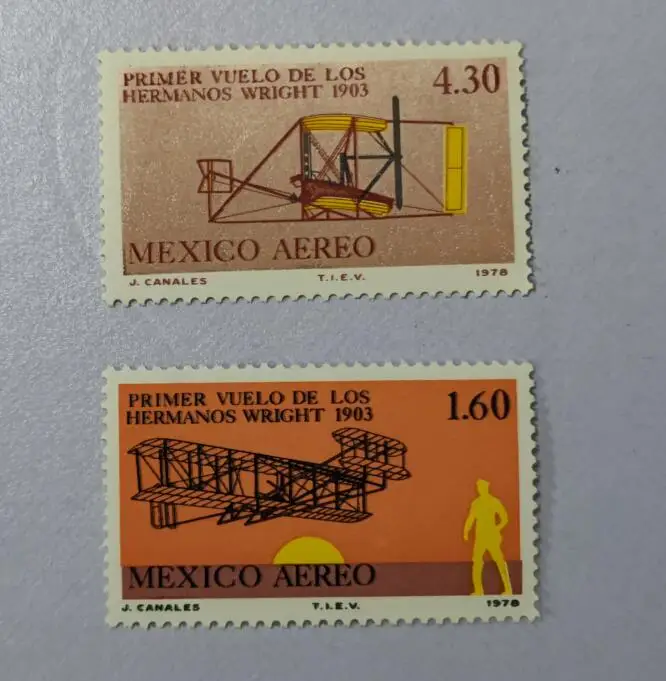 PRIMER VUELO DE LOS
HERMANOS WRIGHT 1903
4.30
MEXICO AEREO
J. CANALES T.I.E.V. 1978
PRIMER VUELO DE LOS
HERMANOS WRIGHT 1903
1.60
MEXICO AEREO
J. CANALES T.I.E.V. 1978